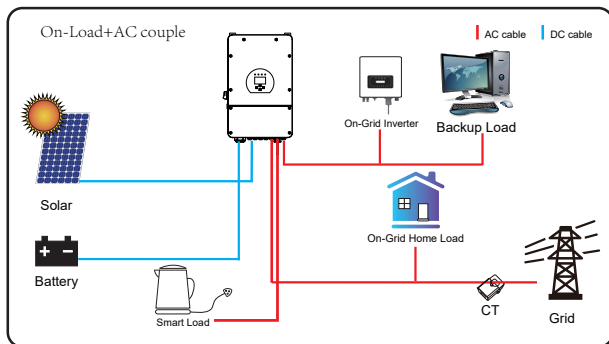 On-Load+AC couple
AC cable
DC cable
On-Grid Inverter
Backup Load
Solar
On-Grid Home Load
Battery
Smart Load
CT
Grid